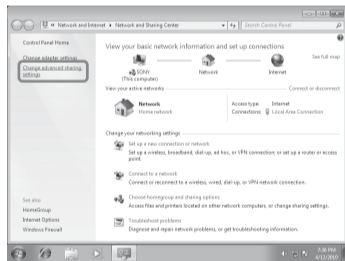 « Network and Internet ▸ Network and Sharing Center
Search Control Panel
Control Panel Home
Change adapter settings
Change advanced sharing
settings
See also
HomeGroup
Internet Options
Windows Firewall
View your basic network information and set up connections
See full map
SONY
(This computer)
Network
Internet
View your active networks
Connect or disconnect
Network
Home network
Access type: Internet
Connections: Local Area Connection
Change your networking settings
Set up a new connection or network
Set up a wireless, broadband, dial-up, ad hoc, or VPN connection; or set up a router or access
point.
Connect to a network
Connect or reconnect to a wireless, wired, dial-up, or VPN network connection.
Choose homegroup and sharing options
Access files and printers located on other network computers, or change sharing settings.
Troubleshoot problems
Diagnose and repair network problems, or get troubleshooting information.
7:36 PM
6/12/2010